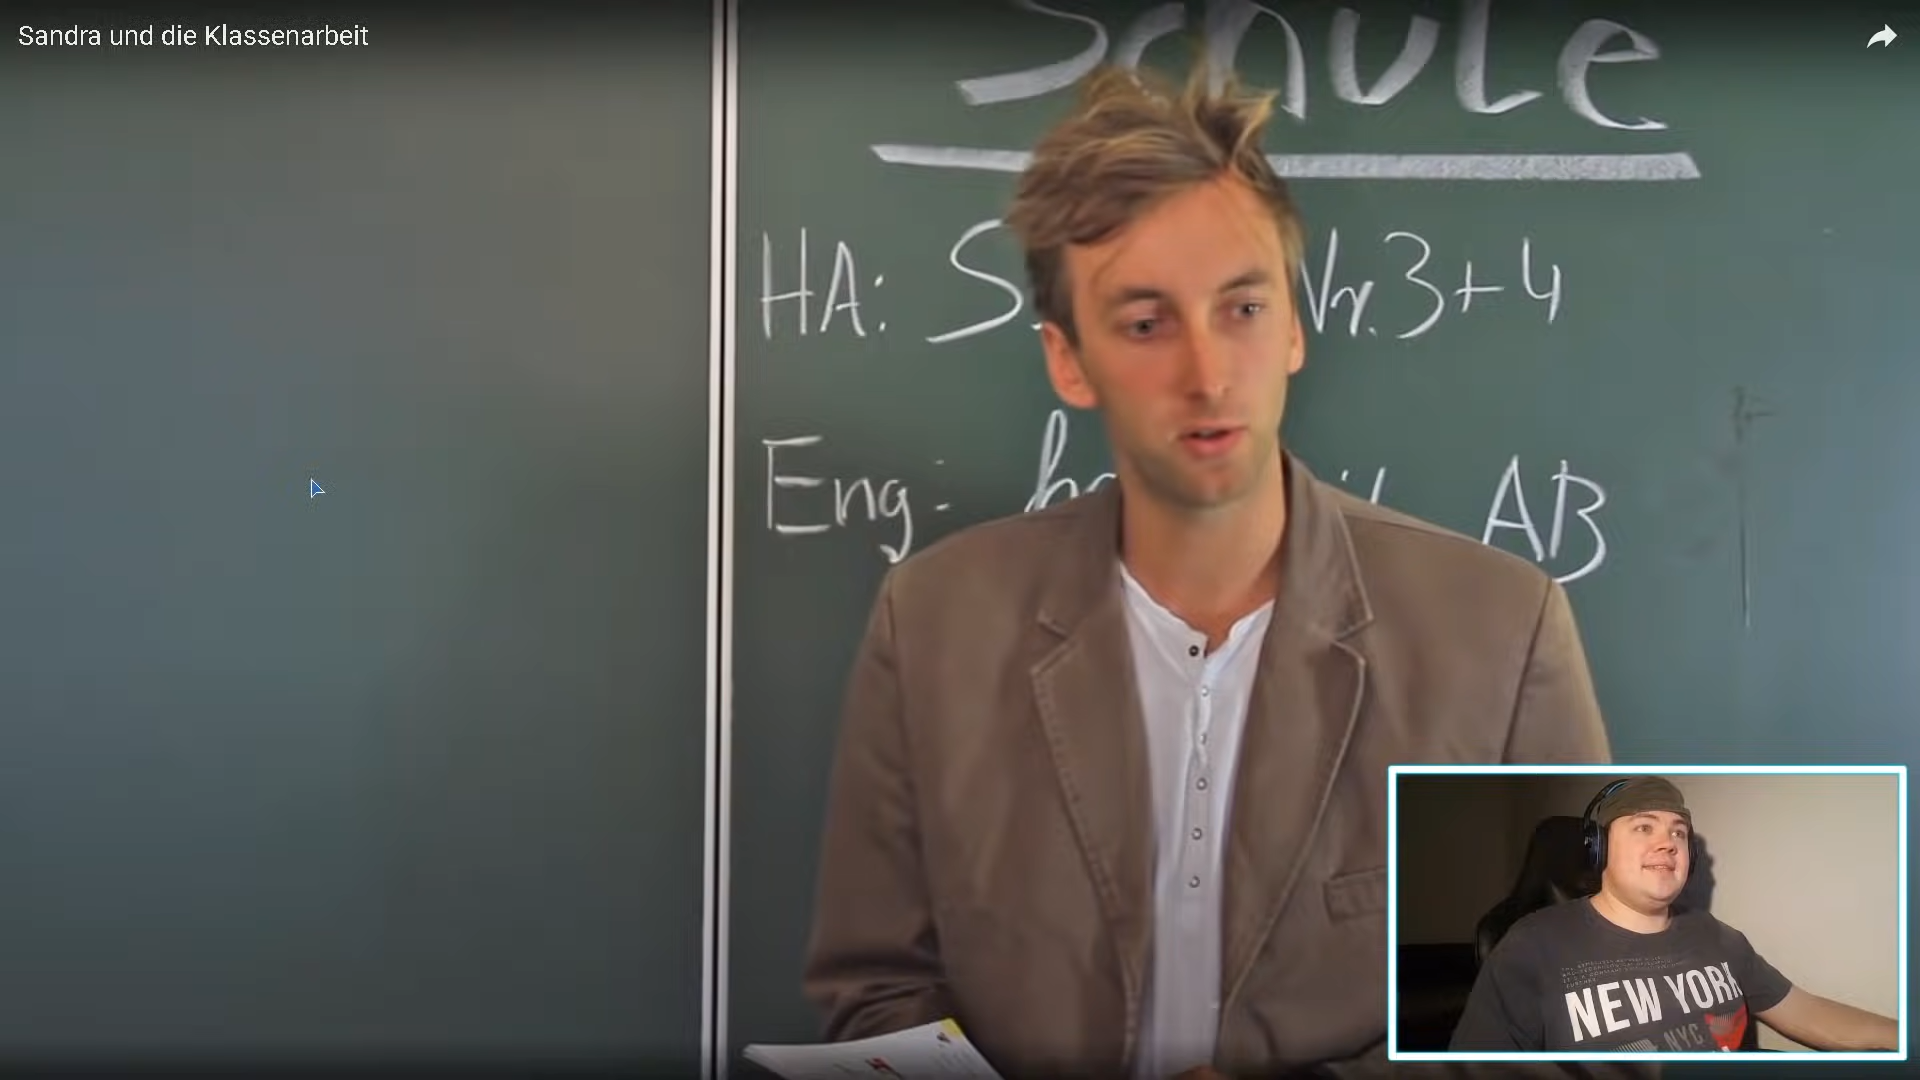 Sandra und die Klassenarbeit
Schule
HA: S. Nr. 3+4
Eng: AB
NEW YORK
NYC